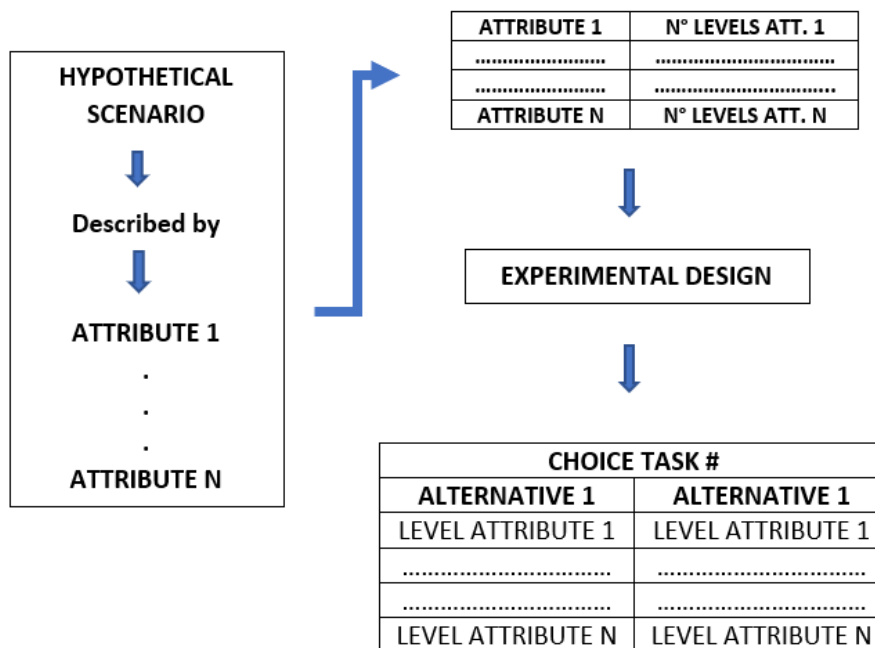 HYPOTHETICAL
SCENARIO
Described by
ATTRIBUTE 1
.
.
.
ATTRIBUTE N
ATTRIBUTE 1 N° LEVELS ATT. 1
........................ .................................
........................ .................................
ATTRIBUTE N N° LEVELS ATT. N
EXPERIMENTAL DESIGN
CHOICE TASK #
ALTERNATIVE 1 ALTERNATIVE 1
LEVEL ATTRIBUTE 1 LEVEL ATTRIBUTE 1
.................................. ..................................
.................................. ..................................
LEVEL ATTRIBUTE N LEVEL ATTRIBUTE N